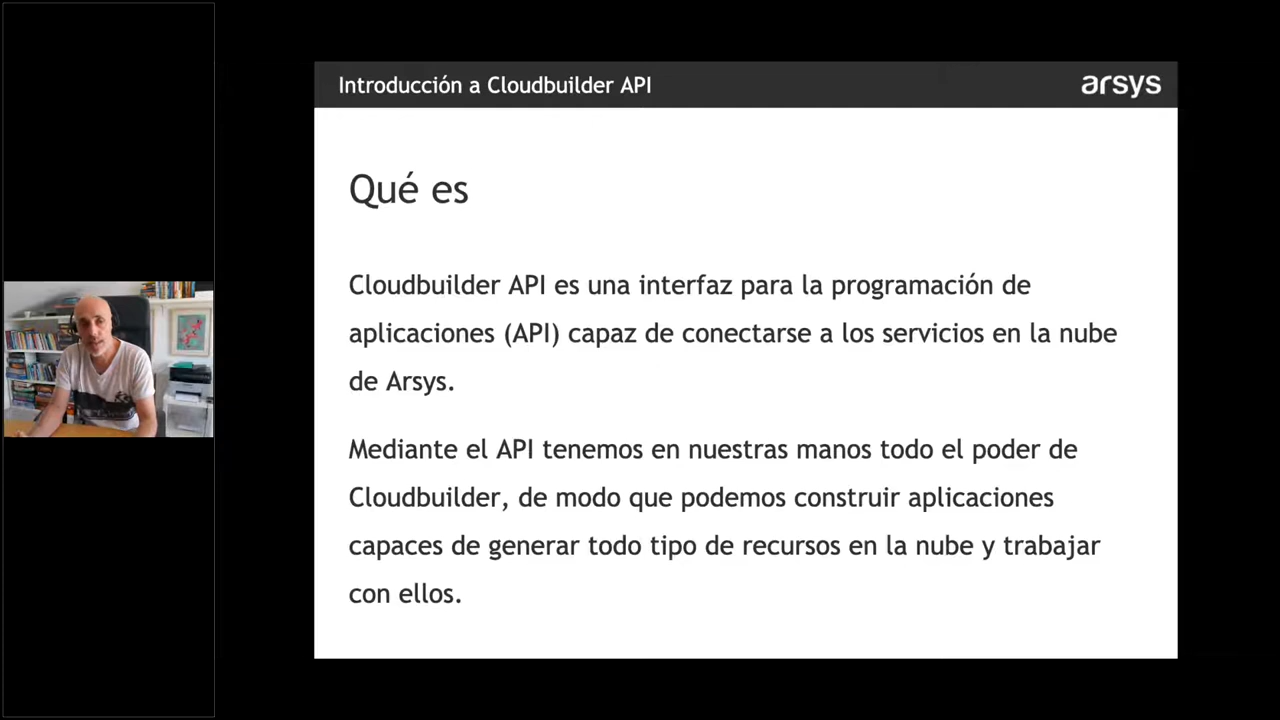 Introducción a Cloudbuilder API
arsys
Qué es
Cloudbuilder API es una interfaz para la programación de
aplicaciones (API) capaz de conectarse a los servicios en la nube
de Arsys.
Mediante el API tenemos en nuestras manos todo el poder de
Cloudbuilder, de modo que podemos construir aplicaciones
capaces de generar todo tipo de recursos en la nube y trabajar
con ellos.